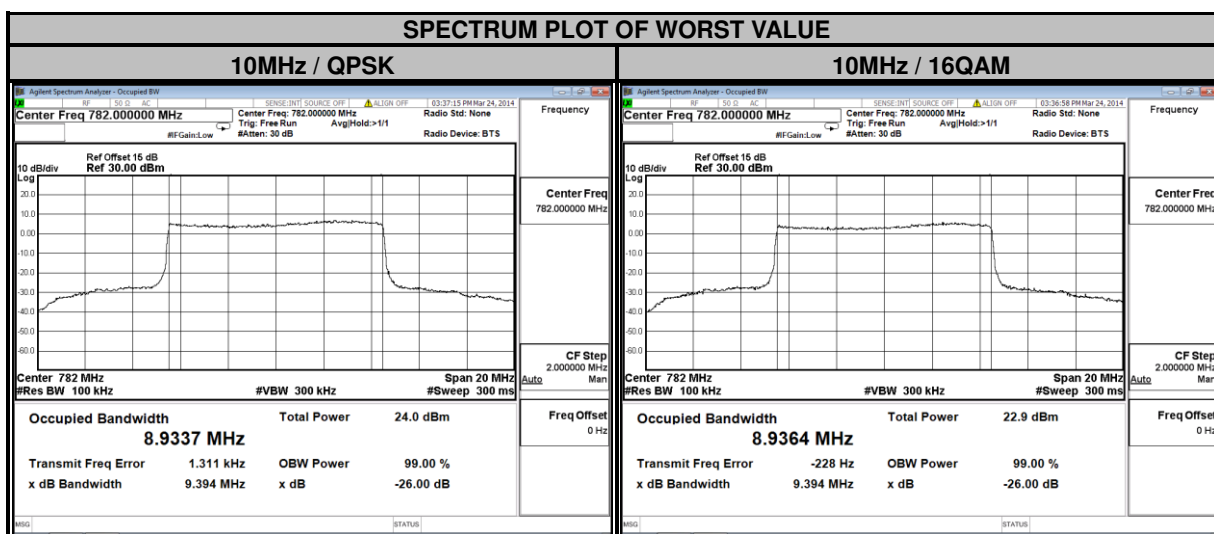 SPECTRUM PLOT OF WORST VALUE
10MHz / QPSK
Agilent Spectrum Analyzer - Occupied BW
RF 50 Ω AC SENSE:INT SOURCE OFF ALIGN OFF 03:37:15 PM Mar 24, 2014
Center Freq 782.000000 MHz
Center Freq: 782.000000 MHz Radio Std: None
Trig: Free Run Avg|Hold:>1/1
#IFGain:Low #Atten: 30 dB Radio Device: BTS
Frequency
Ref Offset 15 dB
10 dB/div Ref 30.00 dBm
Log
20.0
10.0
0.00
-10.0
-20.0
-30.0
-40.0
-50.0
-60.0
Center Freq
782.000000 MHz
CF Step
2.000000 MHz
Auto Man
Center 782 MHz Span 20 MHz
#Res BW 100 kHz #VBW 300 kHz #Sweep 300 ms
Occupied Bandwidth Total Power 24.0 dBm
8.9337 MHz
Transmit Freq Error 1.311 kHz OBW Power 99.00 %
x dB Bandwidth 9.394 MHz x dB -26.00 dB
Freq Offset
0 Hz
MSG STATUS
10MHz / 16QAM
Agilent Spectrum Analyzer - Occupied BW
RF 50 Ω AC SENSE:INT SOURCE OFF ALIGN OFF 03:36:58 PM Mar 24, 2014
Center Freq 782.000000 MHz
Center Freq: 782.000000 MHz Radio Std: None
Trig: Free Run Avg|Hold:>1/1
#IFGain:Low #Atten: 30 dB Radio Device: BTS
Frequency
Ref Offset 15 dB
10 dB/div Ref 30.00 dBm
Log
20.0
10.0
0.00
-10.0
-20.0
-30.0
-40.0
-50.0
-60.0
Center Freq
782.000000 MHz
CF Step
2.000000 MHz
Auto Man
Center 782 MHz Span 20 MHz
#Res BW 100 kHz #VBW 300 kHz #Sweep 300 ms
Occupied Bandwidth Total Power 22.9 dBm
8.9364 MHz
Transmit Freq Error -228 Hz OBW Power 99.00 %
x dB Bandwidth 9.394 MHz x dB -26.00 dB
Freq Offset
0 Hz
MSG STATUS